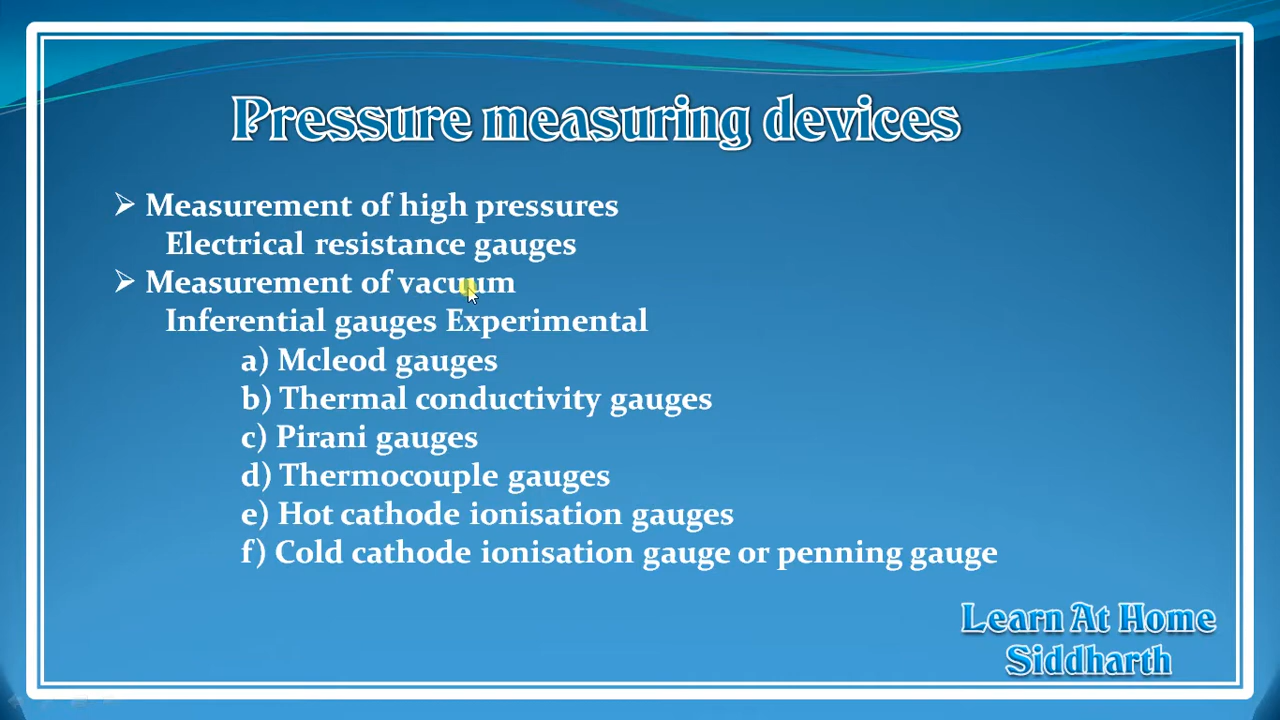 Pressure measuring devices
➢ Measurement of high pressures
Electrical resistance gauges
➢ Measurement of vacuum
Inferential gauges Experimental
a) Mcleod gauges
b) Thermal conductivity gauges
c) Pirani gauges
d) Thermocouple gauges
e) Hot cathode ionisation gauges
f) Cold cathode ionisation gauge or penning gauge
Learn At Home
Siddharth